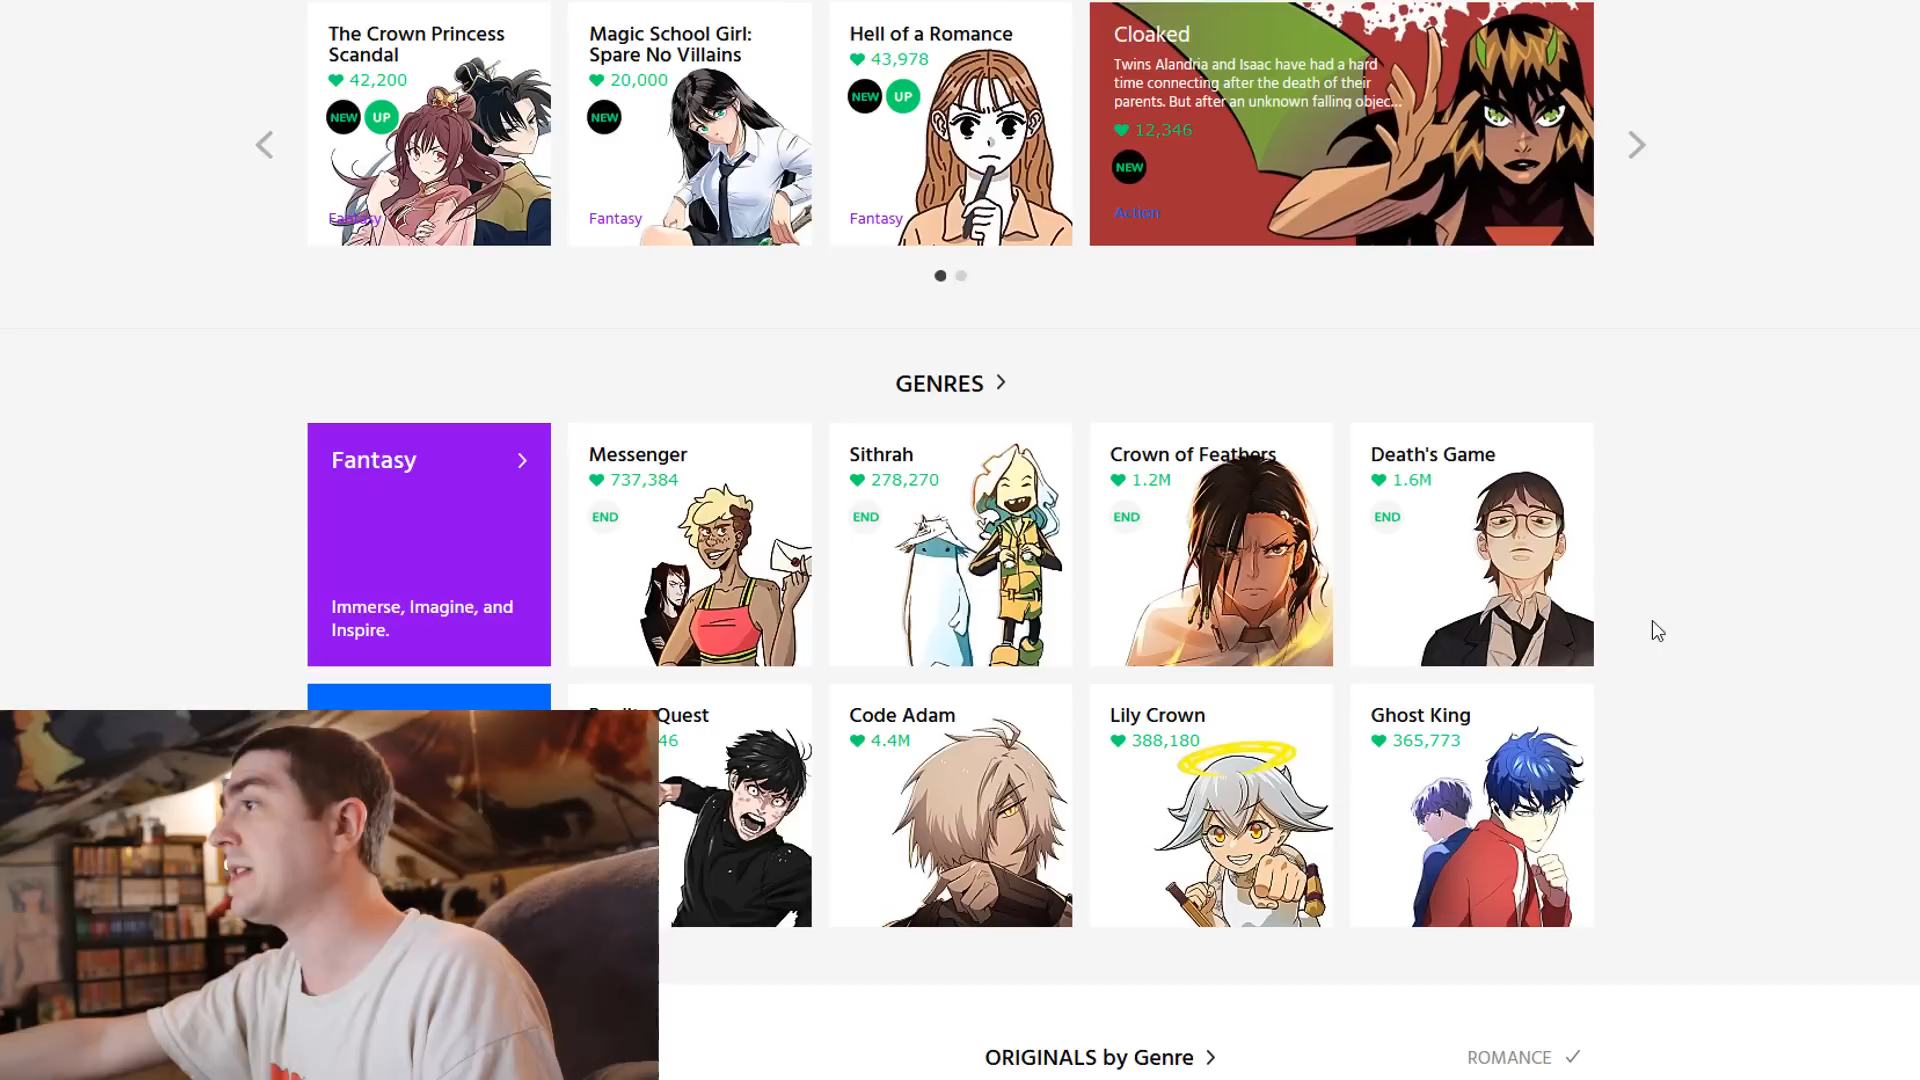 The Crown Princess
Scandal
42,200
NEW UP
Fantasy
Magic School Girl:
Spare No Villains
20,000
NEW
Fantasy
Hell of a Romance
43,978
NEW UP
Fantasy
Cloaked
Twins Alandria and Isaac have had a hard
time connecting after the death of their
parents. But after an unknown falling objec...
12,346
NEW
Action
GENRES
Fantasy
Immerse, Imagine, and
Inspire.
Messenger
737,384
END
Sithrah
278,270
END
Crown of Feathers
1.2M
END
Death's Game
1.6M
END
Quest
46
Code Adam
4.4M
Lily Crown
388,180
Ghost King
365,773
ORIGINALS by Genre
ROMANCE